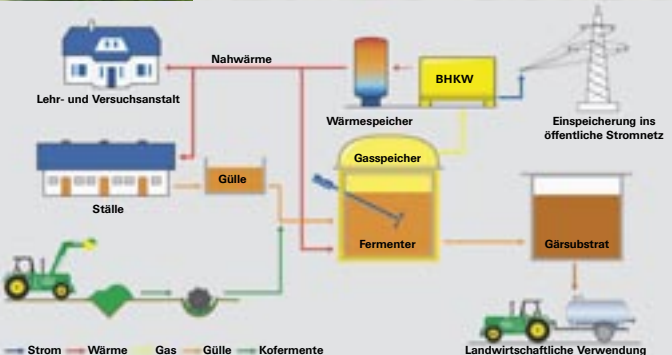 Nahwärme
BHKW
Lehr- und Versuchsanstalt
Wärmespeicher
Einspeicherung ins
öffentliche Stromnetz
Gasspeicher
Gülle
Ställe
Fermenter
Gärsubstrat
Strom Wärme Gas Gülle Kofermente
Landwirtschaftliche Verwendung